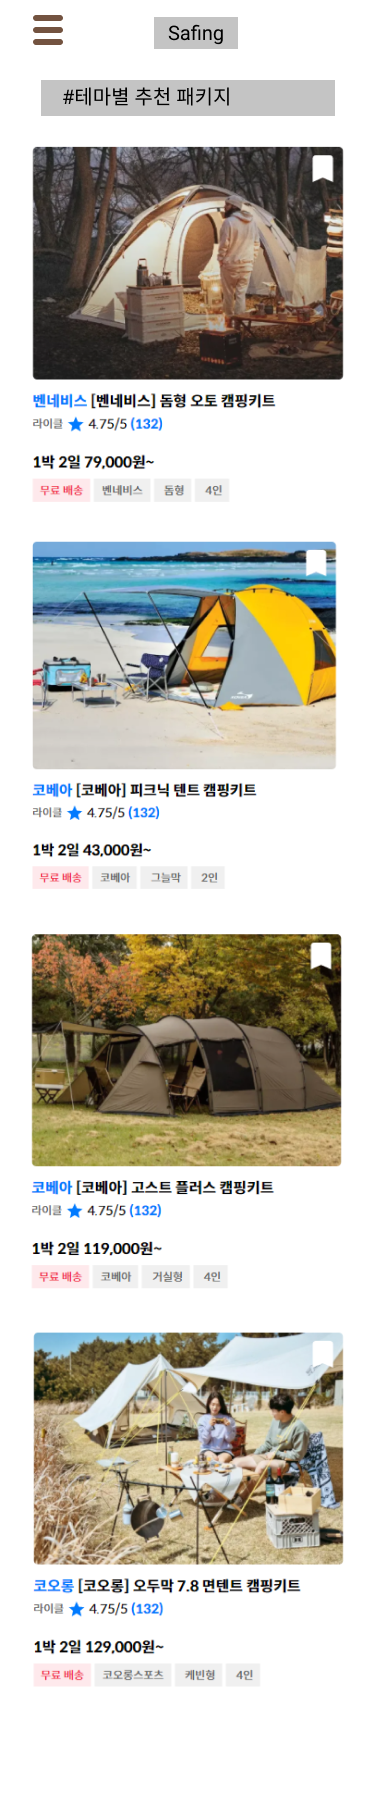 Safing
#테마별 추천 패키지
벤네비스 [벤네비스] 돔형 오토 캠핑키트
라이클 ★ 4.75/5 (132)
1박 2일 79,000원~
무료 배송 벤네비스 돔형 4인
코베아 [코베아] 피크닉 텐트 캠핑키트
라이클 ★ 4.75/5 (132)
1박 2일 43,000원~
무료 배송 코베아 그늘막 2인
코베아 [코베아] 고스트 플러스 캠핑키트
라이클 ★ 4.75/5 (132)
1박 2일 119,000원~
무료 배송 코베아 거실형 4인
코오롱 [코오롱] 오두막 7.8 면텐트 캠핑키트
라이클 ★ 4.75/5 (132)
1박 2일 129,000원~
무료 배송 코오롱스포츠 케빈형 4인